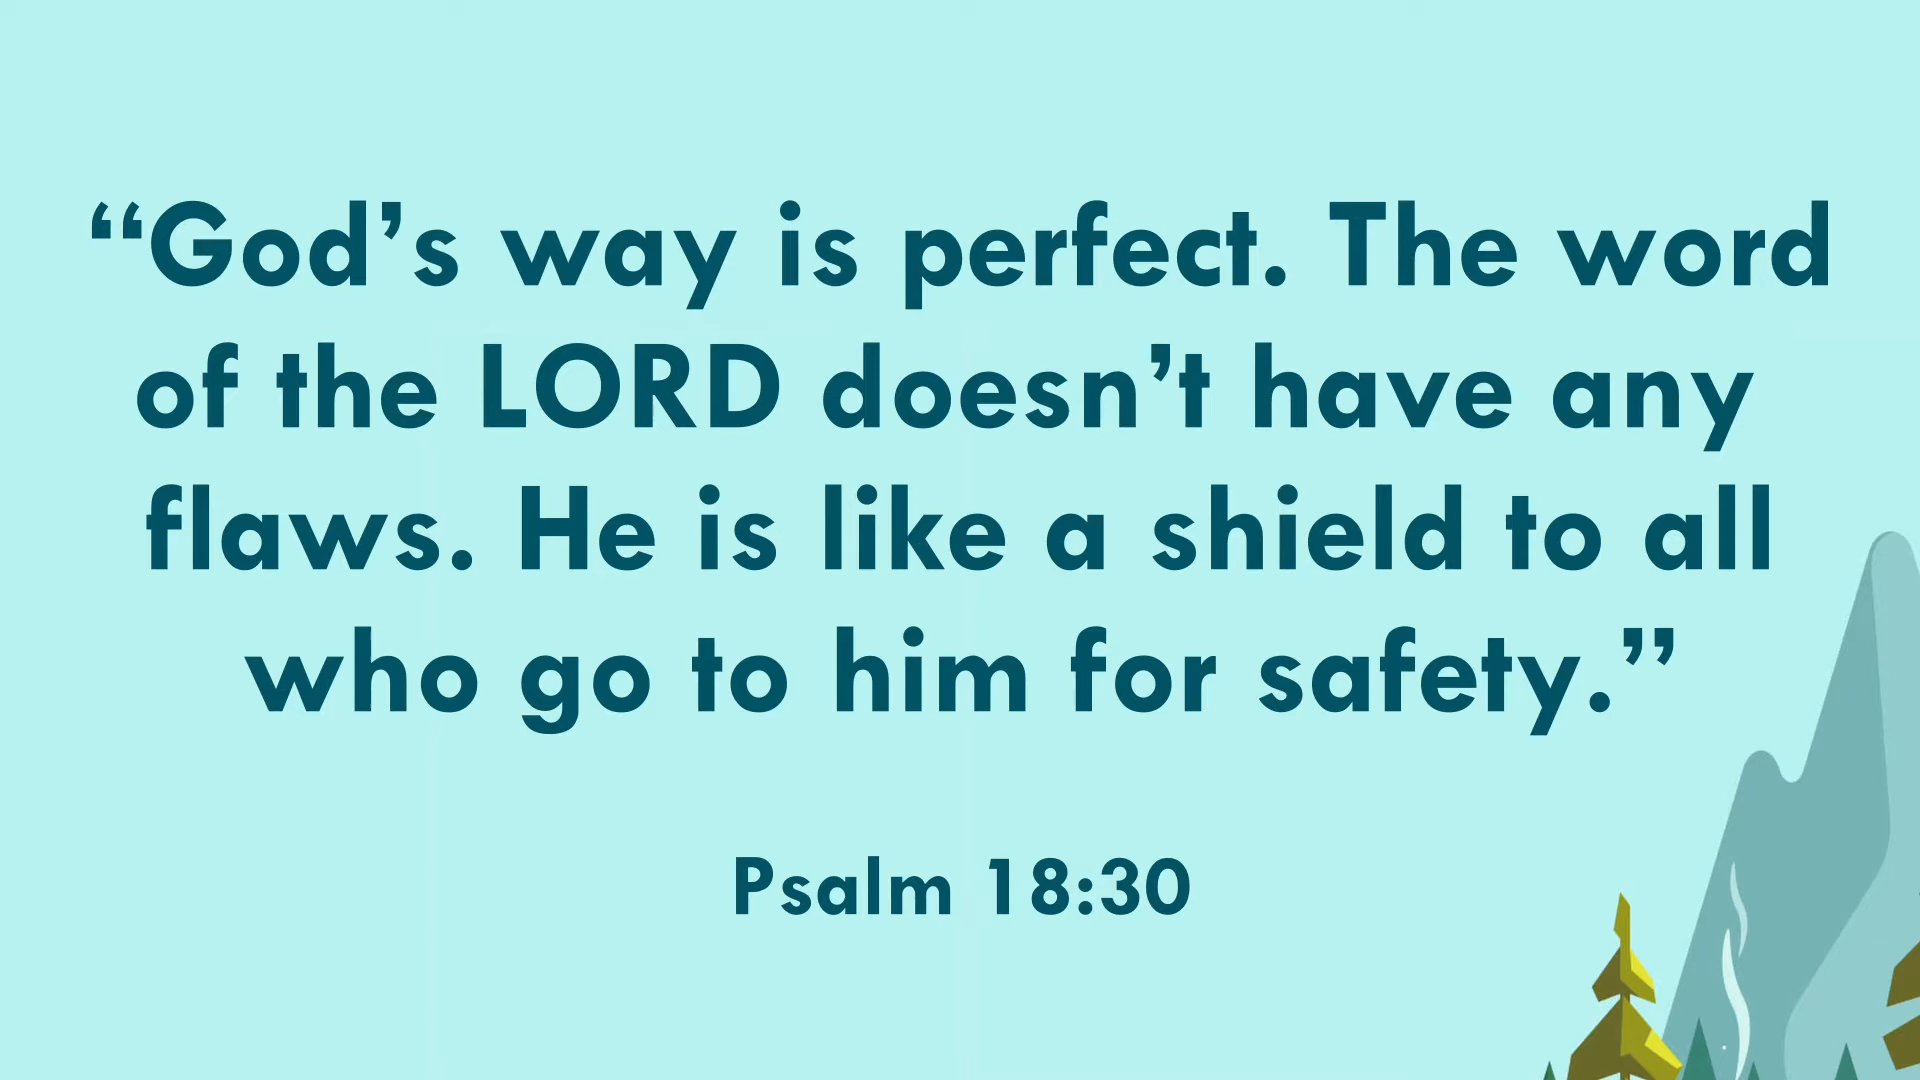 “God’s way is perfect. The word
of the LORD doesn’t have any
flaws. He is like a shield to all
who go to him for safety.”
Psalm 18:30